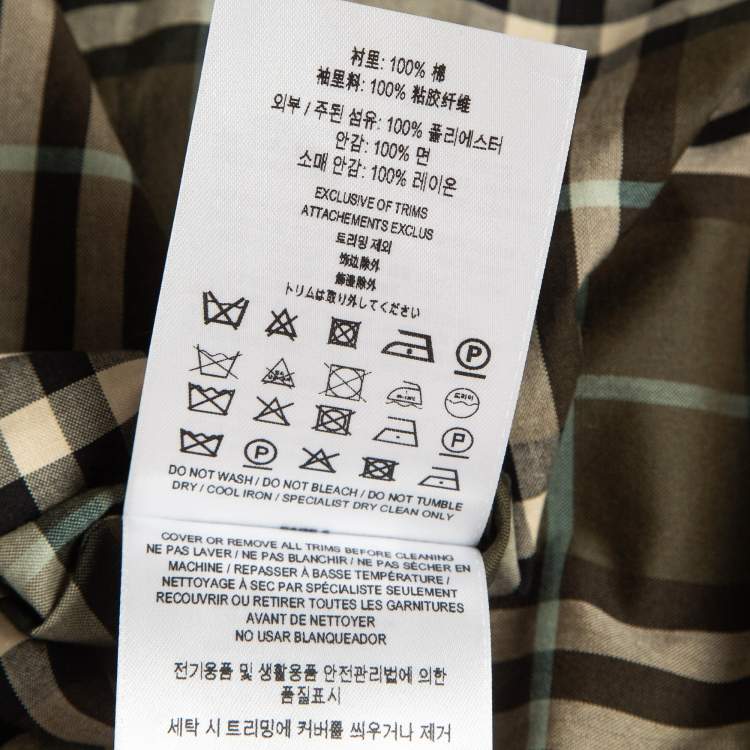 衬里: 100% 棉
袖里料: 100% 粘胶纤维
외부 / 주된 섬유: 100% 폴리에스터
안감: 100% 면
소매 안감: 100% 레이온
EXCLUSIVE OF TRIMS
ATTACHEMENTS EXCLUS
트리밍 제외
饰边除外
飾邊除外
トリムは取り外してください
P
드라이
P
P
DO NOT WASH / DO NOT BLEACH / DO NOT TUMBLE
DRY / COOL IRON / SPECIALIST DRY CLEAN ONLY
COVER OR REMOVE ALL TRIMS BEFORE CLEANING
NE PAS LAVER / NE PAS BLANCHIR / NE PAS SÉCHER EN
MACHINE / REPASSER À BASSE TEMPÉRATURE /
NETTOYAGE À SEC PAR SPÉCIALISTE SEULEMENT
RECOUVRIR OU RETIRER TOUTES LES GARNITURES
AVANT DE NETTOYER
NO USAR BLANQUEADOR
전기용품 및 생활용품 안전관리법에 의한
품질표시
세탁 시 트리밍에 커버를 씌우거나 제거